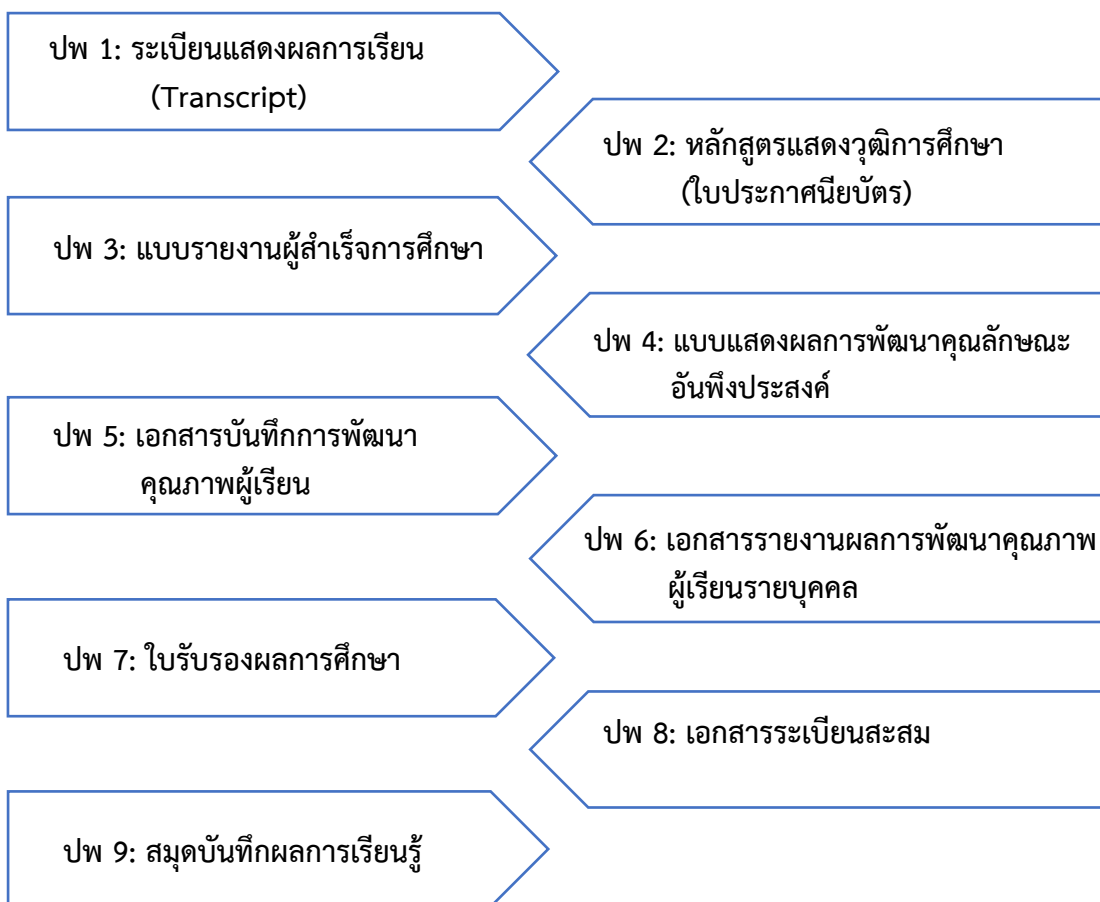 ปพ 1: ระเบียนแสดงผลการเรียน
(Transcript)
ปพ 2: หลักสูตรแสดงวุฒิการศึกษา
(ใบประกาศนียบัตร)
ปพ 3: แบบรายงานผู้สำเร็จการศึกษา
ปพ 4: แบบแสดงผลการพัฒนาคุณลักษณะ
อันพึงประสงค์
ปพ 5: เอกสารบันทึกการพัฒนา
คุณภาพผู้เรียน
ปพ 6: เอกสารรายงานผลการพัฒนาคุณภาพ
ผู้เรียนรายบุคคล
ปพ 7: ใบรับรองผลการศึกษา
ปพ 8: เอกสารระเบียนสะสม
ปพ 9: สมุดบันทึกผลการเรียนรู้